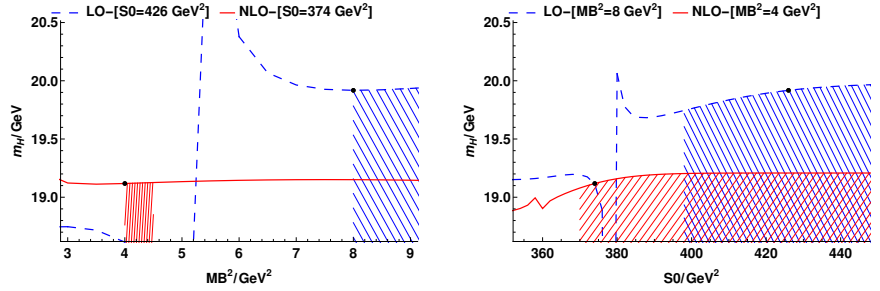 LO-[S0=426 GeV²] NLO-[S0=374 GeV²]
20.5
20.0
19.5
19.0
m_H/GeV
3 4 5 6 7 8 9
MB²/GeV²
LO-[MB²=8 GeV²] NLO-[MB²=4 GeV²]
20.5
20.0
19.5
19.0
m_H/GeV
360 380 400 420 440
S0/GeV²